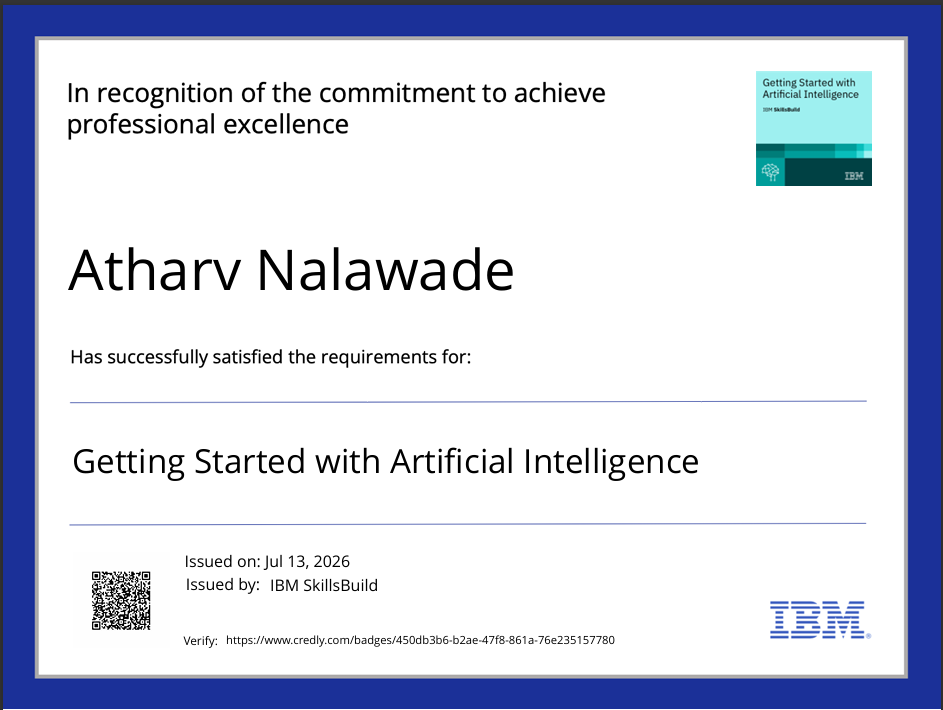 In recognition of the commitment to achieve
professional excellence
Getting Started with
Artificial Intelligence
IBM SkillsBuild
IBM
Atharv Nalawade
Has successfully satisfied the requirements for:
Getting Started with Artificial Intelligence
Issued on: Jul 13, 2026
Issued by: IBM SkillsBuild
Verify: https://www.credly.com/badges/450db3b6-b2ae-47f8-861a-76e235157780
IBM®